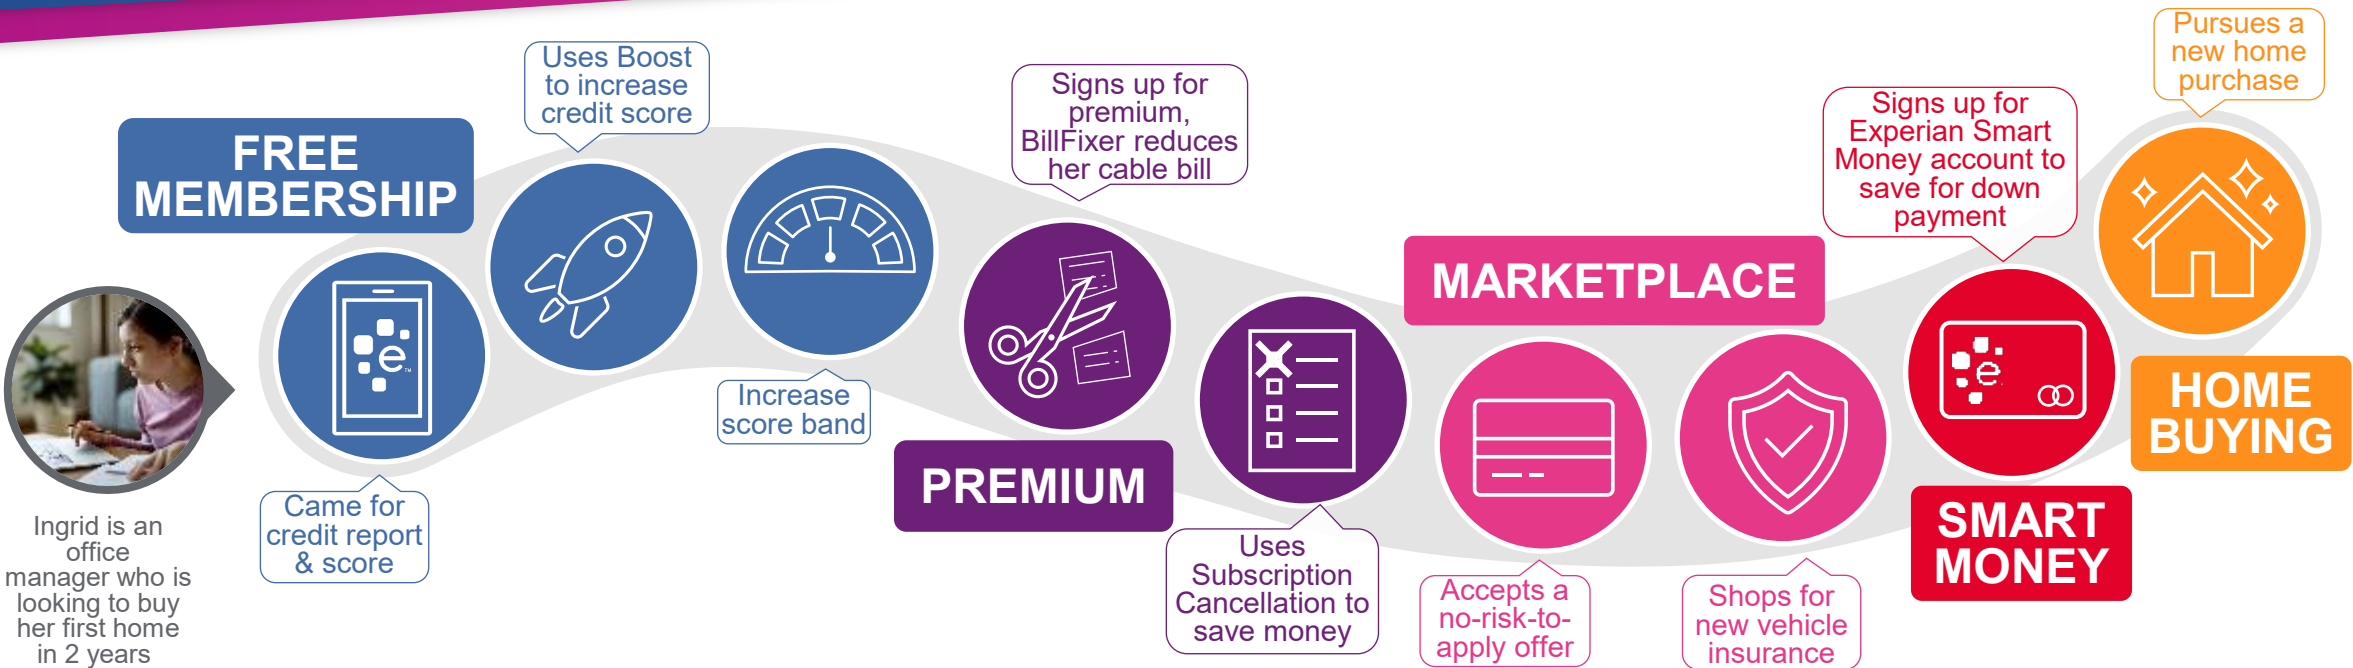 Ingrid is an
office
manager who is
looking to buy
her first home
in 2 years
FREE
MEMBERSHIP
e
Came for
credit report
& score
Uses Boost
to increase
credit score
Increase
score band
Signs up for
premium,
BillFixer reduces
her cable bill
PREMIUM
Uses
Subscription
Cancellation to
save money
MARKETPLACE
Accepts a
no-risk-to-
apply offer
Shops for
new vehicle
insurance
Signs up for
Experian Smart
Money account to
save for down
payment
e
SMART
MONEY
Pursues a
new home
purchase
HOME
BUYING